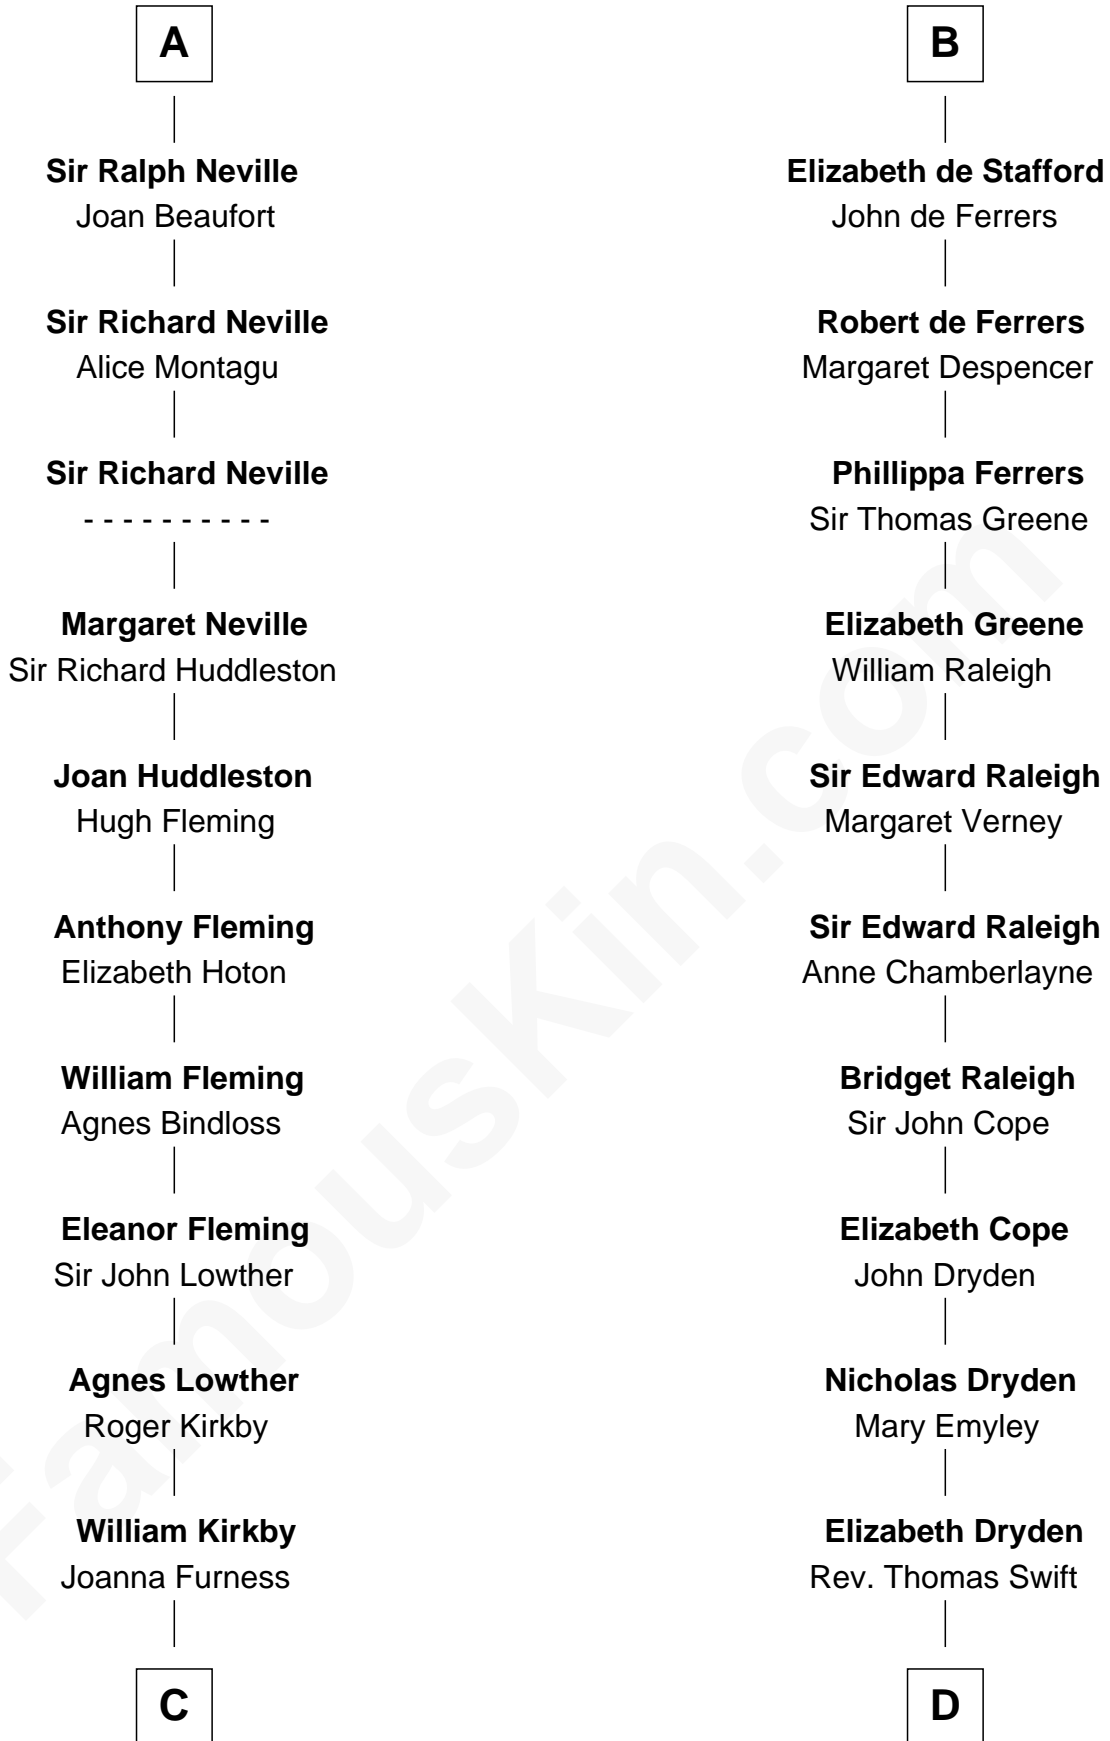 A
Sir Ralph Neville
Joan Beaufort
Sir Richard Neville
Alice Montagu
Sir Richard Neville
- - - - - - - - - -
Margaret Neville
Sir Richard Huddleston
Joan Huddleston
Hugh Fleming
Anthony Fleming
Elizabeth Hoton
William Fleming
Agnes Bindloss
Eleanor Fleming
Sir John Lowther
Agnes Lowther
Roger Kirkby
William Kirkby
Joanna Furness
C
B
Elizabeth de Stafford
John de Ferrers
Robert de Ferrers
Margaret Despencer
Phillippa Ferrers
Sir Thomas Greene
Elizabeth Greene
William Raleigh
Sir Edward Raleigh
Margaret Verney
Sir Edward Raleigh
Anne Chamberlayne
Bridget Raleigh
Sir John Cope
Elizabeth Cope
John Dryden
Nicholas Dryden
Mary Emyley
Elizabeth Dryden
Rev. Thomas Swift
D
FamousKin.com